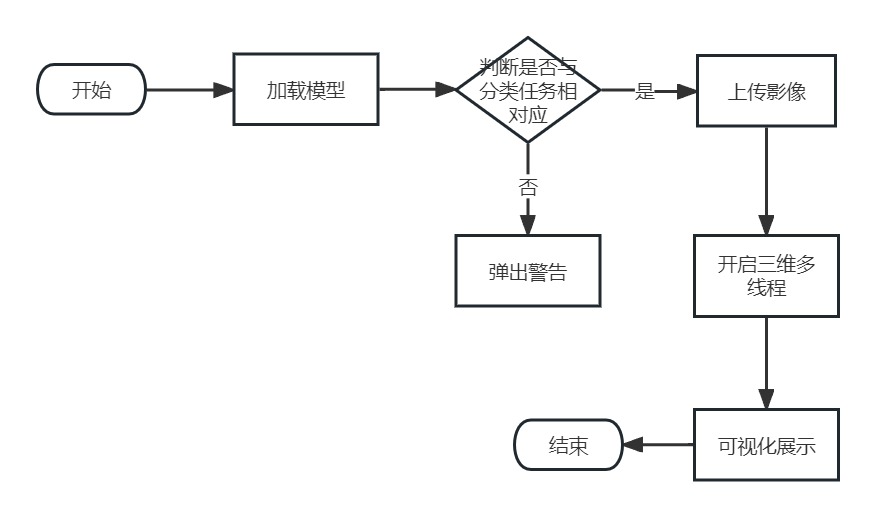 开始
加载模型
判断是否与
分类任务相
对应
是
上传影像
否
弹出警告
开启三维多
线程
可视化展示
结束